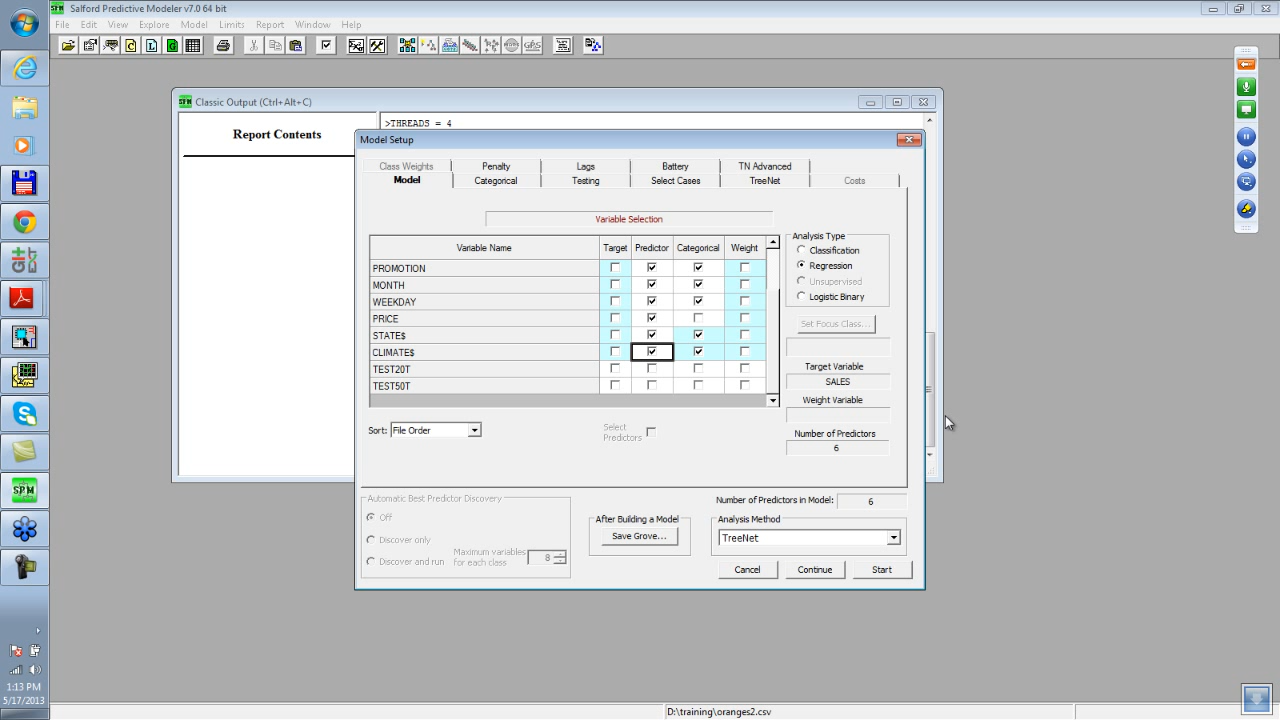 Salford Predictive Modeler v7.0 64 bit
File Edit View Explore Model Limits Report Window Help
Classic Output (Ctrl+Alt+C)
Report Contents
>THREADS = 4
Model Setup
Class Weights Penalty Lags Battery TN Advanced
Model Categorical Testing Select Cases TreeNet Costs
Variable Selection
Variable Name Target Predictor Categorical Weight
PROMOTION
MONTH
WEEKDAY
PRICE
STATE$
CLIMATE$
TEST20T
TEST50T
Analysis Type
Classification
Regression
Unsupervised
Logistic Binary
Set Focus Class...
Target Variable
SALES
Weight Variable
Number of Predictors
6
Sort: File Order
Select
Predictors
Automatic Best Predictor Discovery
Off
Discover only
Discover and run
Maximum variables
for each class
8
After Building a Model
Save Grove...
Number of Predictors in Model: 6
Analysis Method
TreeNet
Cancel Continue Start
SPM
1:13 PM
5/17/2013
D:\training\oranges2.csv